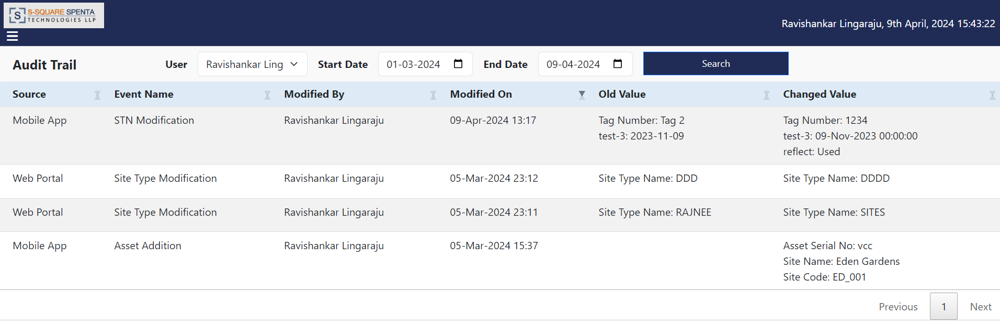 S S-SQUARE SPENTA
TECHNOLOGIES LLP
Ravishankar Lingaraju, 9th April, 2024 15:43:22
Audit Trail User Ravishankar Ling Start Date 01-03-2024 End Date 09-04-2024 Search
Source Event Name Modified By Modified On Old Value Changed Value
Mobile App STN Modification Ravishankar Lingaraju 09-Apr-2024 13:17 Tag Number: Tag 2 Tag Number: 1234
test-3: 2023-11-09 test-3: 09-Nov-2023 00:00:00
reflect: Used
Web Portal Site Type Modification Ravishankar Lingaraju 05-Mar-2024 23:12 Site Type Name: DDD Site Type Name: DDDD
Web Portal Site Type Modification Ravishankar Lingaraju 05-Mar-2024 23:11 Site Type Name: RAJNEE Site Type Name: SITES
Mobile App Asset Addition Ravishankar Lingaraju 05-Mar-2024 15:37 Asset Serial No: vcc
Site Name: Eden Gardens
Site Code: ED_001
Previous 1 Next